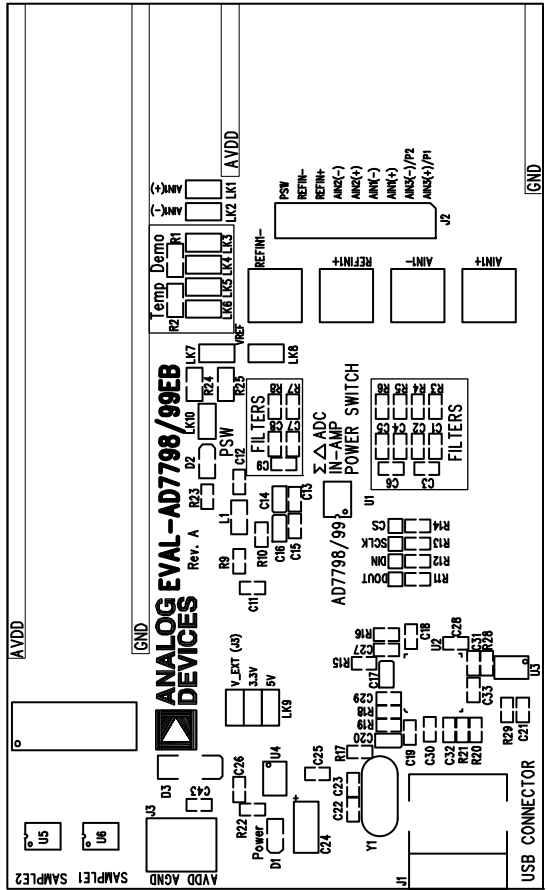 AVDD
GND
AVDD
GND
AIN1(+)
LK1
AIN1(-)
LK2
Demo
R1
LK3
LK4
Temp
R2
LK5
LK6
PSW
REFIN-
REFIN+
AIN2(-)
AIN2(+)
AIN1(-)
AIN1(+)
AIN3(-)/P2
AIN3(+)/P1
J2
REFIN1-
REFIN1+
AIN1-
AIN1+
LK7
VREF
LK8
ANALOG
DEVICES
EVAL-AD7798/99EB
Rev. A
R24
R25
LK10
PSW
D2
R23
C12
L1
R9
R10
C11
C14
C13
C16
C15
R8
R7
C8
C7
C9
FILTERS
Σ△ADC
IN-AMP
POWER SWITCH
R6
R5
R4
R3
C5
C4
C2
C1
C6
C3
FILTERS
AD7798/99
U1
CS
R14
SCLK
R13
DIN
R12
DOUT
R11
V_EXT (J3)
3.3V
5V
LK9
R16
C27
R15
C17
C18
U2
C28
C31
R28
C33
U3
C29
R18
R19
C20
C19
C30
C32
R21
R20
R29
C21
R17
D3
C43
C26
U4
R22
C25
Power
D1
+
C24
C23
C22
Y1
J3
AVDD AGND
U5
U6
SAMPLE2
SAMPLE1
J1
USB CONNECTOR